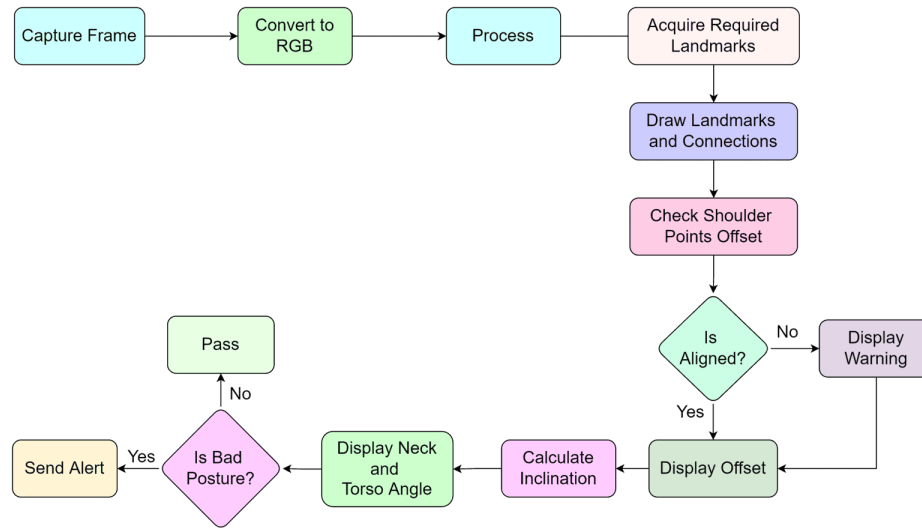 Capture Frame
Convert to
RGB
Process
Acquire Required
Landmarks
Draw Landmarks
and Connections
Check Shoulder
Points Offset
Is
Aligned?
No
Display
Warning
Yes
Display Offset
Calculate
Inclination
Display Neck
and
Torso Angle
Is Bad
Posture?
No
Pass
Yes
Send Alert